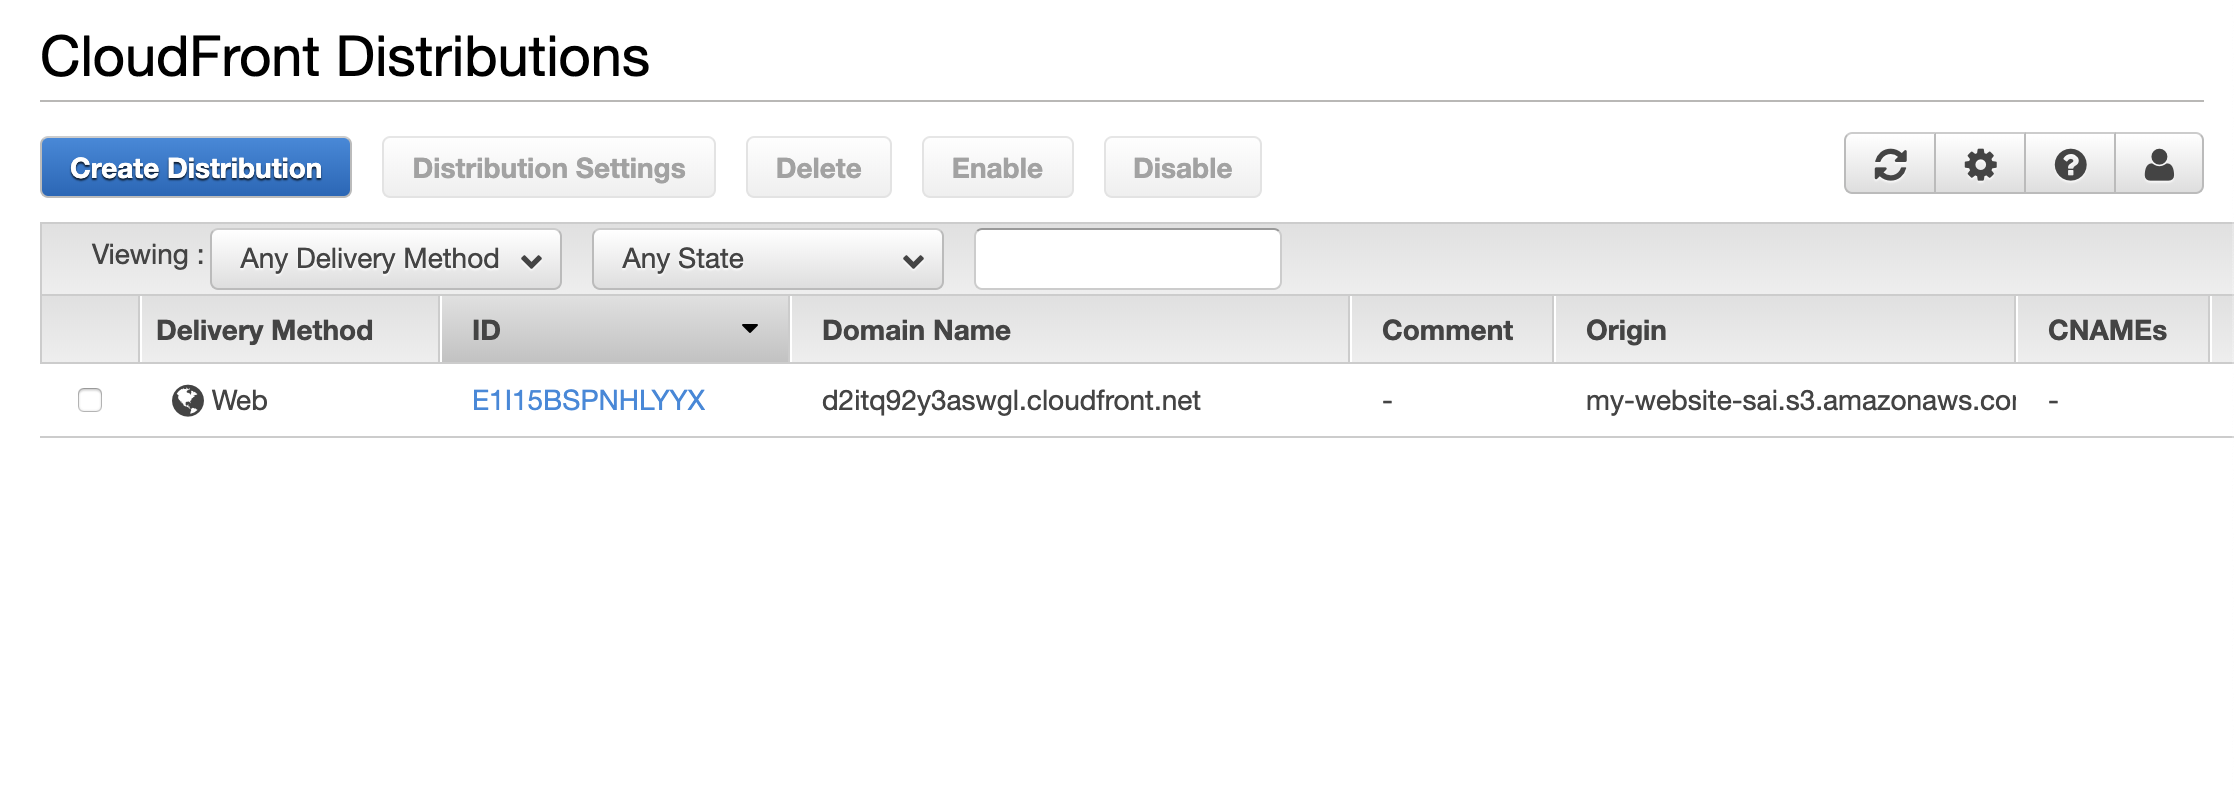 CloudFront Distributions
Create Distribution Distribution Settings Delete Enable Disable
Viewing : Any Delivery Method Any State
Delivery Method ID Domain Name Comment Origin CNAMEs
Web E1I15BSPNHLYYX d2itq92y3aswgl.cloudfront.net - my-website-sai.s3.amazonaws.co -